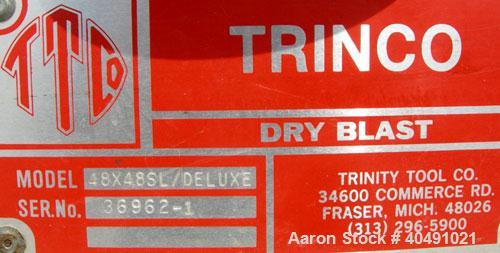 TTCO
TRINCO
DRY BLAST
MODEL 48X48SL/DELUXE
SER.No. 36962-1
TRINITY TOOL CO.
34600 COMMERCE RD.
FRASER, MICH. 48026
(313) 296-5900
Aaron Stock # 40491021